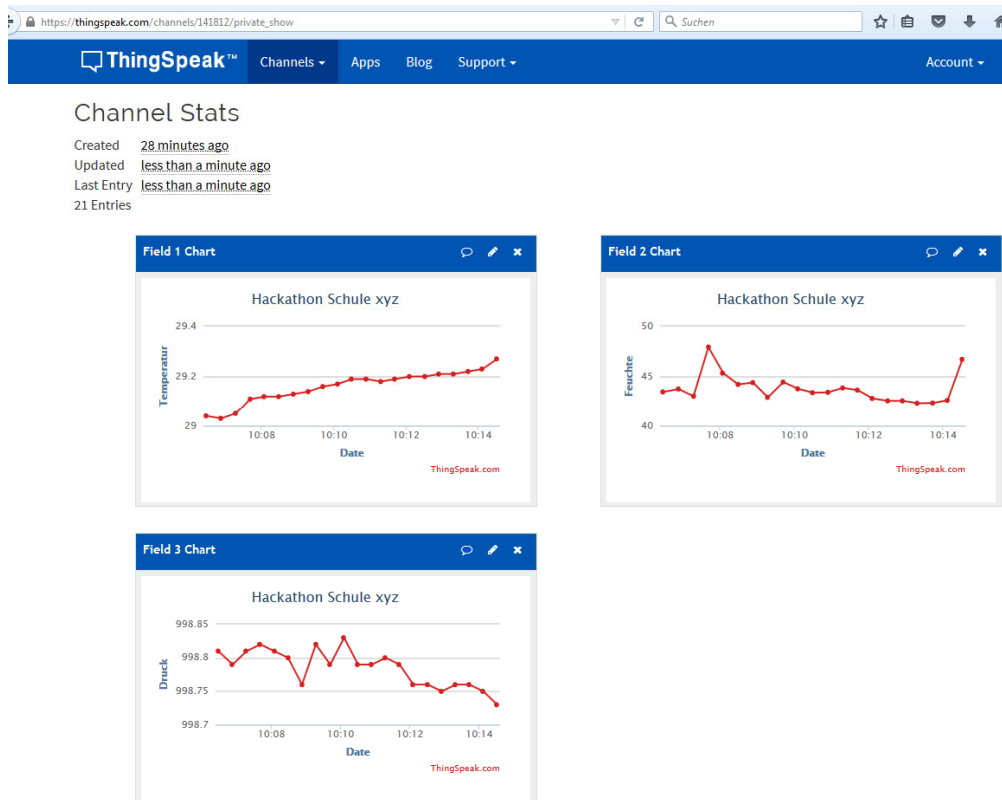 https://thingspeak.com/channels/141812/private_show
Suchen
ThingSpeak™ Channels Apps Blog Support Account
Channel Stats
Created 28 minutes ago
Updated less than a minute ago
Last Entry less than a minute ago
21 Entries
Field 1 Chart
Hackathon Schule xyz
29.4
29.2
29
Temperatur
10:08 10:10 10:12 10:14
Date
ThingSpeak.com
Field 2 Chart
Hackathon Schule xyz
50
45
40
Feuchte
10:08 10:10 10:12 10:14
Date
ThingSpeak.com
Field 3 Chart
Hackathon Schule xyz
998.85
998.8
998.75
998.7
Druck
10:08 10:10 10:12 10:14
Date
ThingSpeak.com